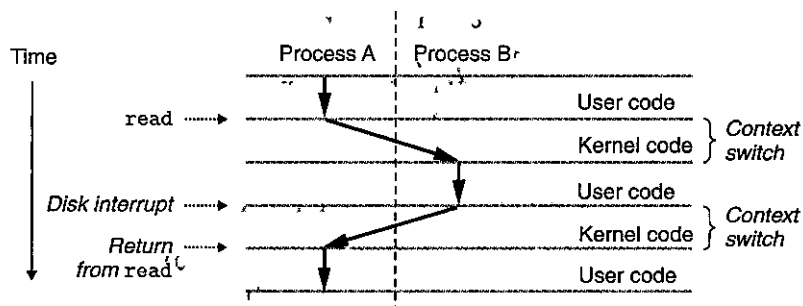 Process A Process B
Time
User code
read
Kernel code
Context
switch
User code
Disk interrupt
Kernel code
Context
switch
Return
from read
User code